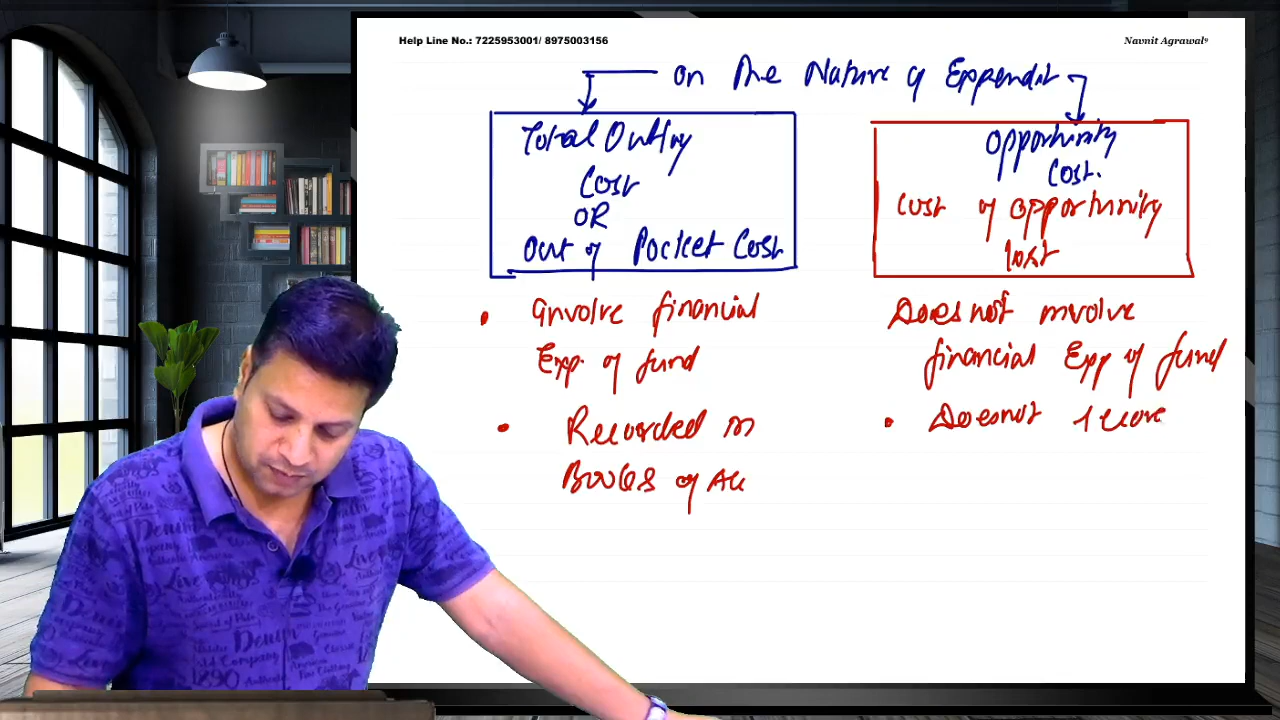 Help Line No.: 7225953001/ 8975003156
Navnit Agrawal
on the Nature of Expendit
Total Outlay
Cost
OR
Out of Pocket Cost
opportunity
cost.
cost of opportunity
lost
Involve financial
Exp. of fund
Recorded in
Books of Ac
Does not involve
financial Exp of fund
Does not recore